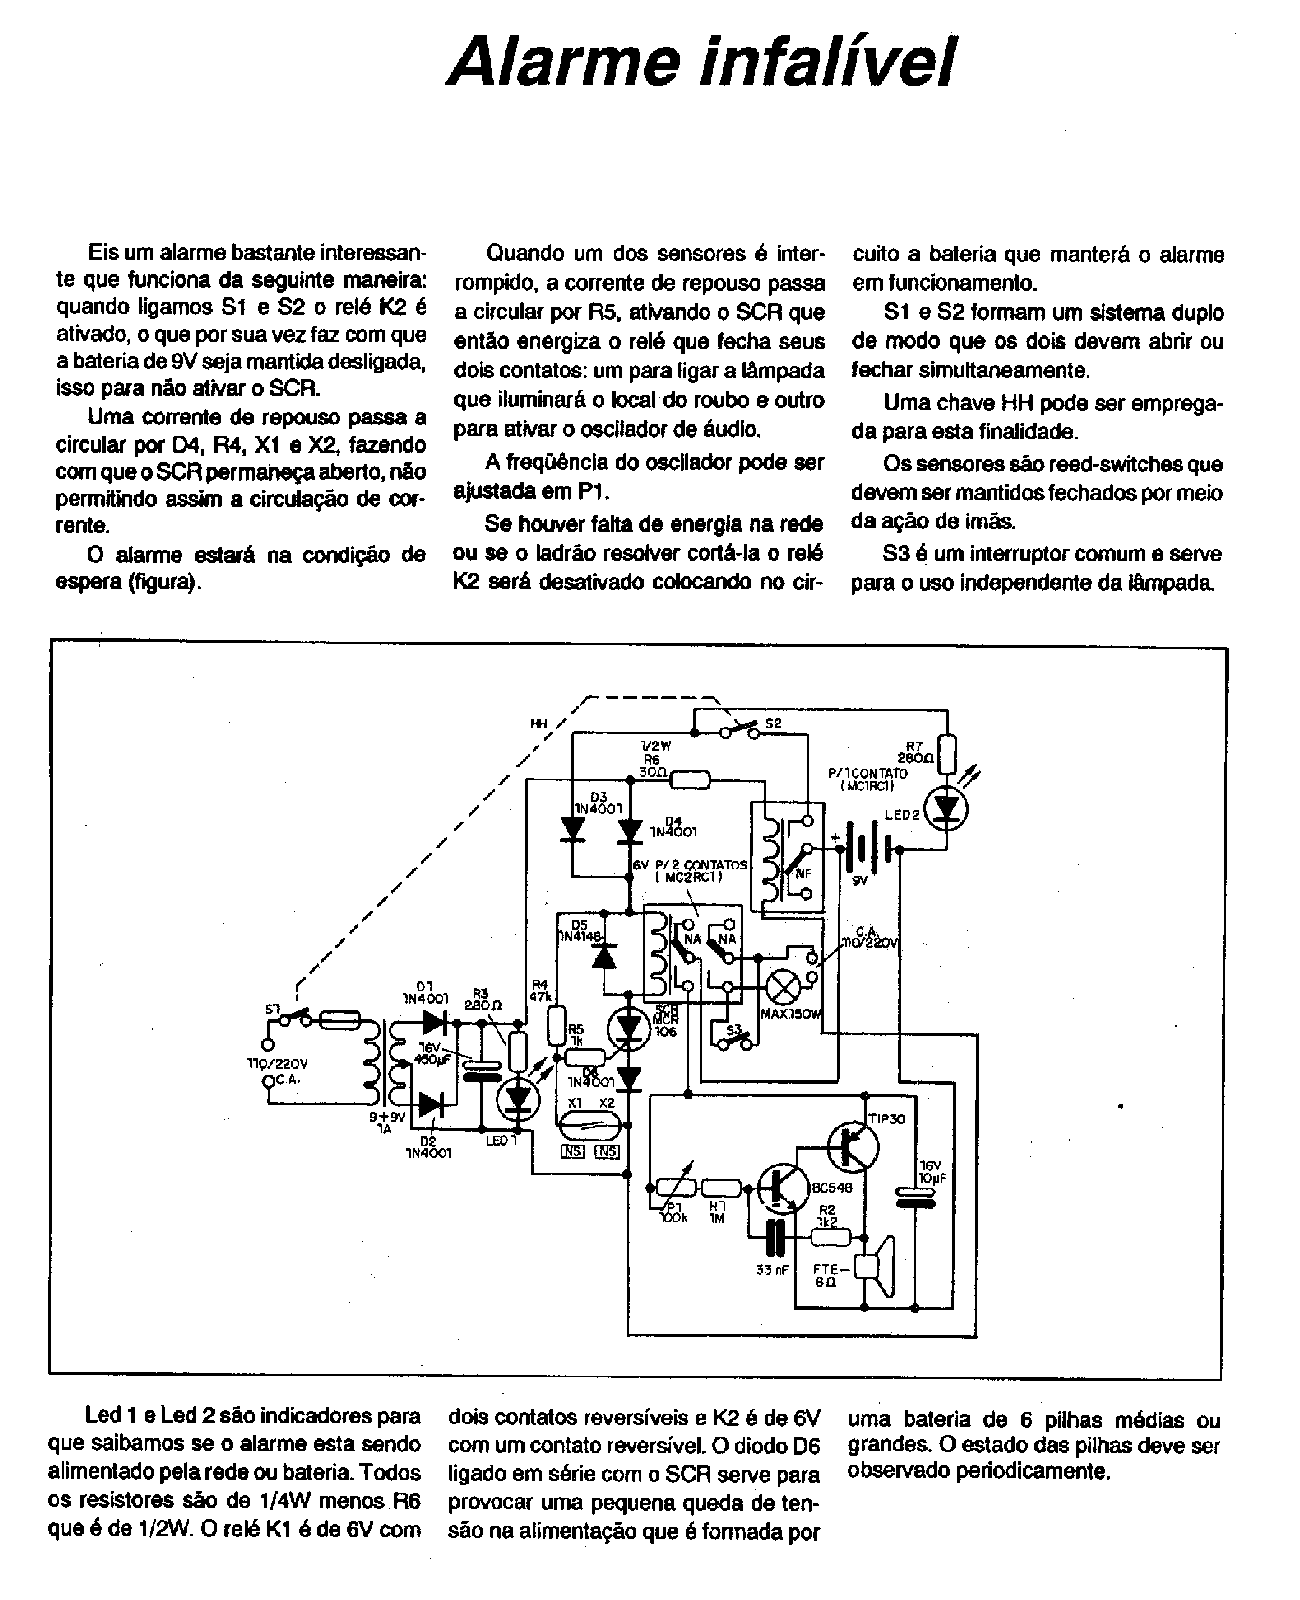 Alarme infalível
Eis um alarme bastante interessan-
te que funciona da seguinte maneira:
quando ligamos S1 e S2 o relé K2 é
ativado, o que por sua vez faz com que
a bateria de 9V seja mantida desligada,
isso para não ativar o SCR.
Uma corrente de repouso passa a
circular por D4, R4, X1 e X2, fazendo
com que o SCR permaneça aberto, não
permitindo assim a circulação de cor-
rente.
O alarme estará na condição de
espera (figura).
Quando um dos sensores é inter-
rompido, a corrente de repouso passa
a circular por R5, ativando o SCR que
então energiza o relé que fecha seus
dois contatos: um para ligar a lâmpada
que iluminará o local do roubo e outro
para ativar o oscilador de áudio.
A freqüência do oscilador pode ser
ajustada em P1.
Se houver falta de energia na rede
ou se o ladrão resolver cortá-la o relé
K2 será desativado colocando no cir-
cuito a bateria que manterá o alarme
em funcionamento.
S1 e S2 formam um sistema duplo
de modo que os dois devem abrir ou
fechar simultaneamente.
Uma chave HH pode ser emprega-
da para esta finalidade.
Os sensores são reed-switches que
devem ser mantidos fechados por meio
da ação de imãs.
S3 é um interruptor comum e serve
para o uso independente da lâmpada.
HH
S2
1/2W
R6
30Ω
R7
280Ω
P/1CONTATO
(MC1RC1)
LED2
D3
1N4001
D4
1N4001
+
9V
NF
6V P/2 CONTATOS
(MC2RC1)
C.A.
110/220V
NA
NA
D5
1N4148
MAX150W
S3
R4
47k
SCR
MCR
106
R5
1k
1N4001
X1 X2
NS NS
D1
1N4001
R3
280Ω
S1
110/220V
C.A.
16V
450µF
9+9V
1A
D2
1N4001
LED1
TIP30
BC548
16V
10µF
P1
100k
R1
1M
R2
1k2
33nF
FTE
8Ω
Led 1 e Led 2 são indicadores para
que saibamos se o alarme esta sendo
alimentado pela rede ou bateria. Todos
os resistores são de 1/4W menos R6
que é de 1/2W. O relé K1 é de 6V com
dois contatos reversíveis e K2 é de 6V
com um contato reversível. O diodo D6
ligado em série com o SCR serve para
provocar uma pequena queda de ten-
são na alimentação que é formada por
uma bateria de 6 pilhas médias ou
grandes. O estado das pilhas deve ser
observado periodicamente.